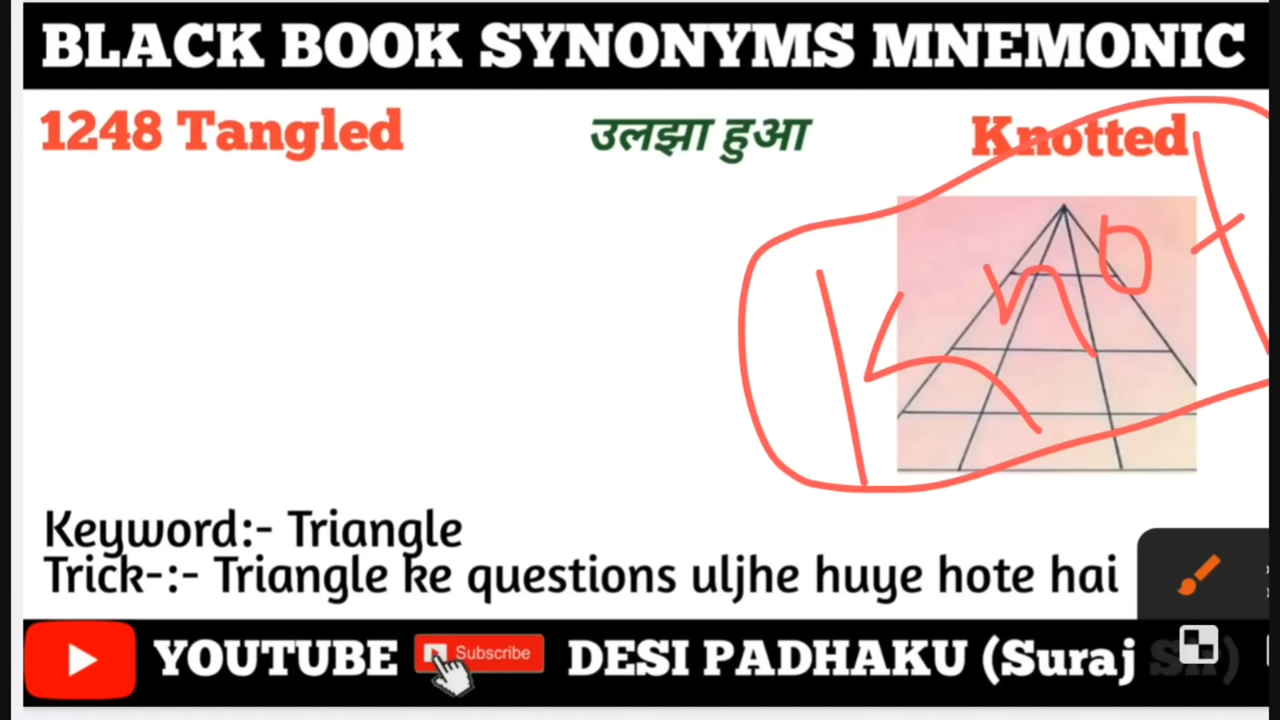 BLACK BOOK SYNONYMS MNEMONIC
1248 Tangled उलझा हुआ Knotted
Knot
Keyword:- Triangle
Trick-:- Triangle ke questions uljhe huye hote hai
YOUTUBE Subscribe DESI PADHAKU (Suraj